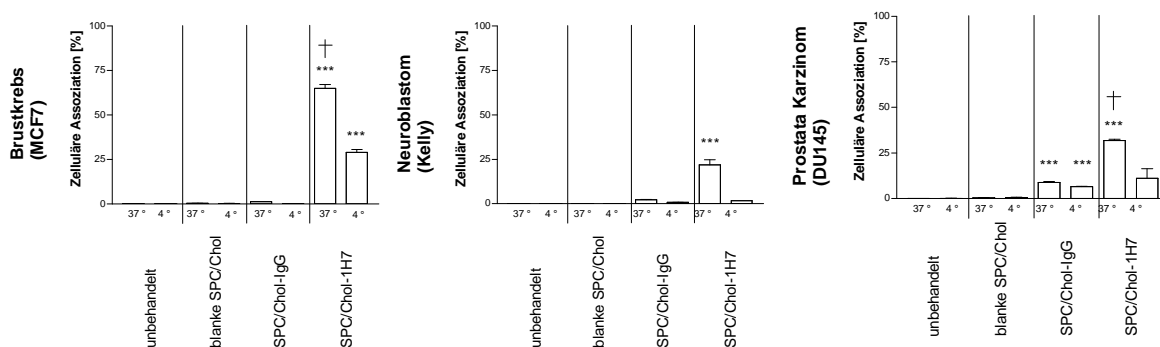 Brustkrebs
(MCF7)
Zelluläre Assoziation [%]
100
75
50
25
0
†
***
***
37 ° 4 ° 37 ° 4 ° 37 ° 4 ° 37 ° 4 °
unbehandelt
blanke SPC/Chol
SPC/Chol-IgG
SPC/Chol-1H7
Neuroblastom
(Kelly)
Zelluläre Assoziation [%]
100
75
50
25
0
***
37 ° 4 ° 37 ° 4 ° 37 ° 4 ° 37 ° 4 °
unbehandelt
blanke SPC/Chol
SPC/Chol-IgG
SPC/Chol-1H7
Prostata Karzinom
(DU145)
Zelluläre Assoziation [%]
100
75
50
25
0
†
***
*** ***
37 ° 4 ° 37 ° 4 ° 37 ° 4 ° 37 ° 4 °
unbehandelt
blanke SPC/Chol
SPC/Chol-IgG
SPC/Chol-1H7